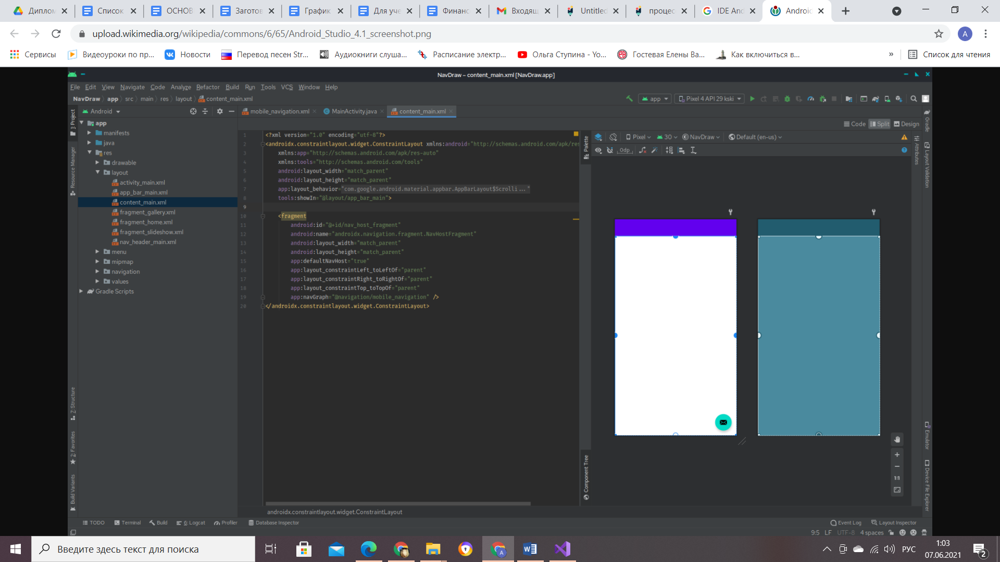 Диплом
Список
ОСНОВ
Заготов
График
Для уче
Финанс
Входящ
Untitled
процес
IDE And
Android
upload.wikimedia.org/wikipedia/commons/6/65/Android_Studio_4.1_screenshot.png
A
Сервисы
Видеоуроки по пр...
Новости
Перевод песен Str...
Аудиокниги слуша...
Расписание электр...
Ольга Ступина - Yo...
Гостевая Елены Ва...
Как включиться в...
»
Список для чтения
NavDraw – content_main.xml [NavDraw.app]
File Edit View Navigate Code Analyze Refactor Build Run Tools VCS Window Help
NavDraw app src main res layout content_main.xml
app
Pixel 4 API 29 kski
1: Project
Android
mobile_navigation.xml
MainActivity.java
content_main.xml
Gradle
Code Split Design
Resource Manager
app
manifests
java
res
drawable
layout
activity_main.xml
app_bar_main.xml
content_main.xml
fragment_gallery.xml
fragment_home.xml
fragment_slideshow.xml
nav_header_main.xml
menu
mipmap
navigation
values
Gradle Scripts
1 <?xml version="1.0" encoding="utf-8"?>
2 <androidx.constraintlayout.widget.ConstraintLayout xmlns:android="http://schemas.android.com/apk/res
3 xmlns:app="http://schemas.android.com/apk/res-auto"
4 xmlns:tools="http://schemas.android.com/tools"
5 android:layout_width="match_parent"
6 android:layout_height="match_parent"
7 app:layout_behavior="com.google.android.material.appbar.AppBarLayout$Scrolli..."
8 tools:showIn="@layout/app_bar_main">
9
10 <fragment
11 android:id="@+id/nav_host_fragment"
12 android:name="androidx.navigation.fragment.NavHostFragment"
13 android:layout_width="match_parent"
14 android:layout_height="match_parent"
15 app:defaultNavHost="true"
16 app:layout_constraintLeft_toLeftOf="parent"
17 app:layout_constraintRight_toRightOf="parent"
18 app:layout_constraintTop_toTopOf="parent"
19 app:navGraph="@navigation/mobile_navigation" />
20 </androidx.constraintlayout.widget.ConstraintLayout>
Palette
Pixel 30 NavDraw Default (en-us)
0dp
Attributes
Layout Validation
Component Tree
1:1
Emulator
Device File Explorer
Z: Structure
2: Favorites
Build Variants
androidx.constraintlayout.widget.ConstraintLayout
TODO Terminal Build 6: Logcat Profiler Database Inspector
Event Log Layout Inspector
9:5 LF UTF-8 4 spaces
Введите здесь текст для поиска
A
РУС
1:03
07.06.2021
2